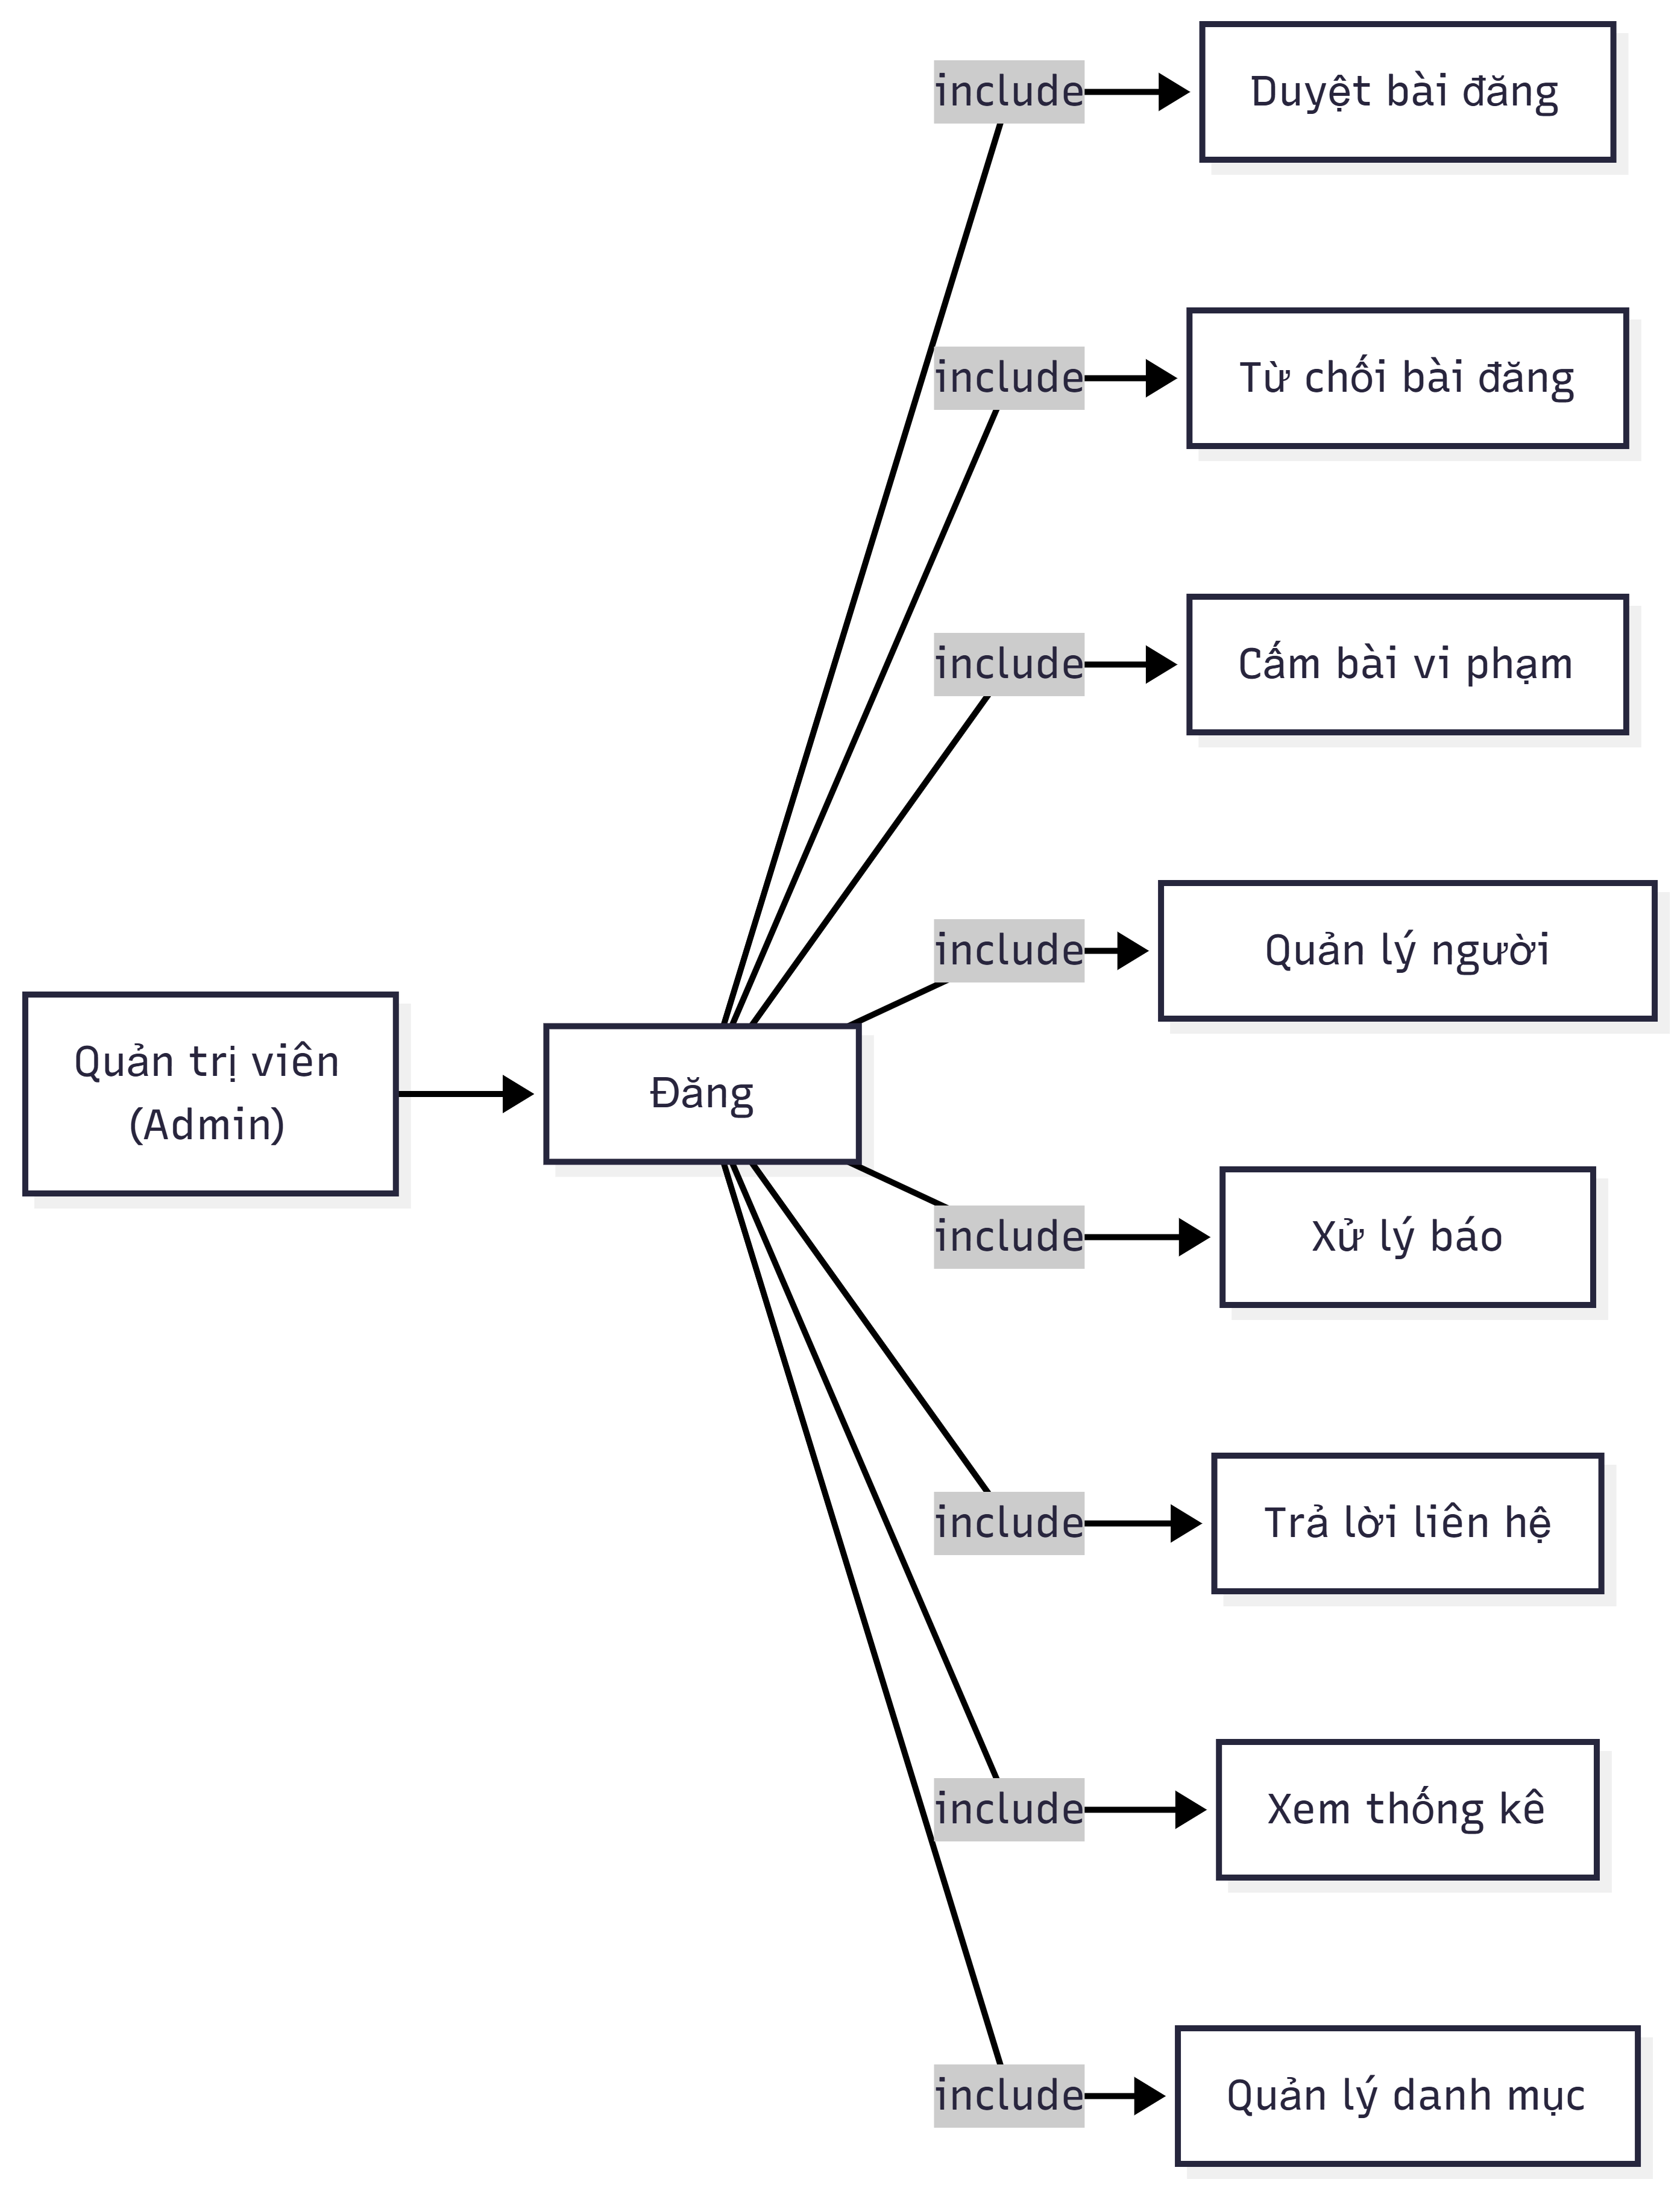 include
Duyệt bài đăng
include
Từ chối bài đăng
include
Cấm bài vi phạm
include
Quản lý người
Quản trị viên
(Admin)
Đăng
include
Xử lý báo
include
Trả lời liên hệ
include
Xem thống kê
include
Quản lý danh mục